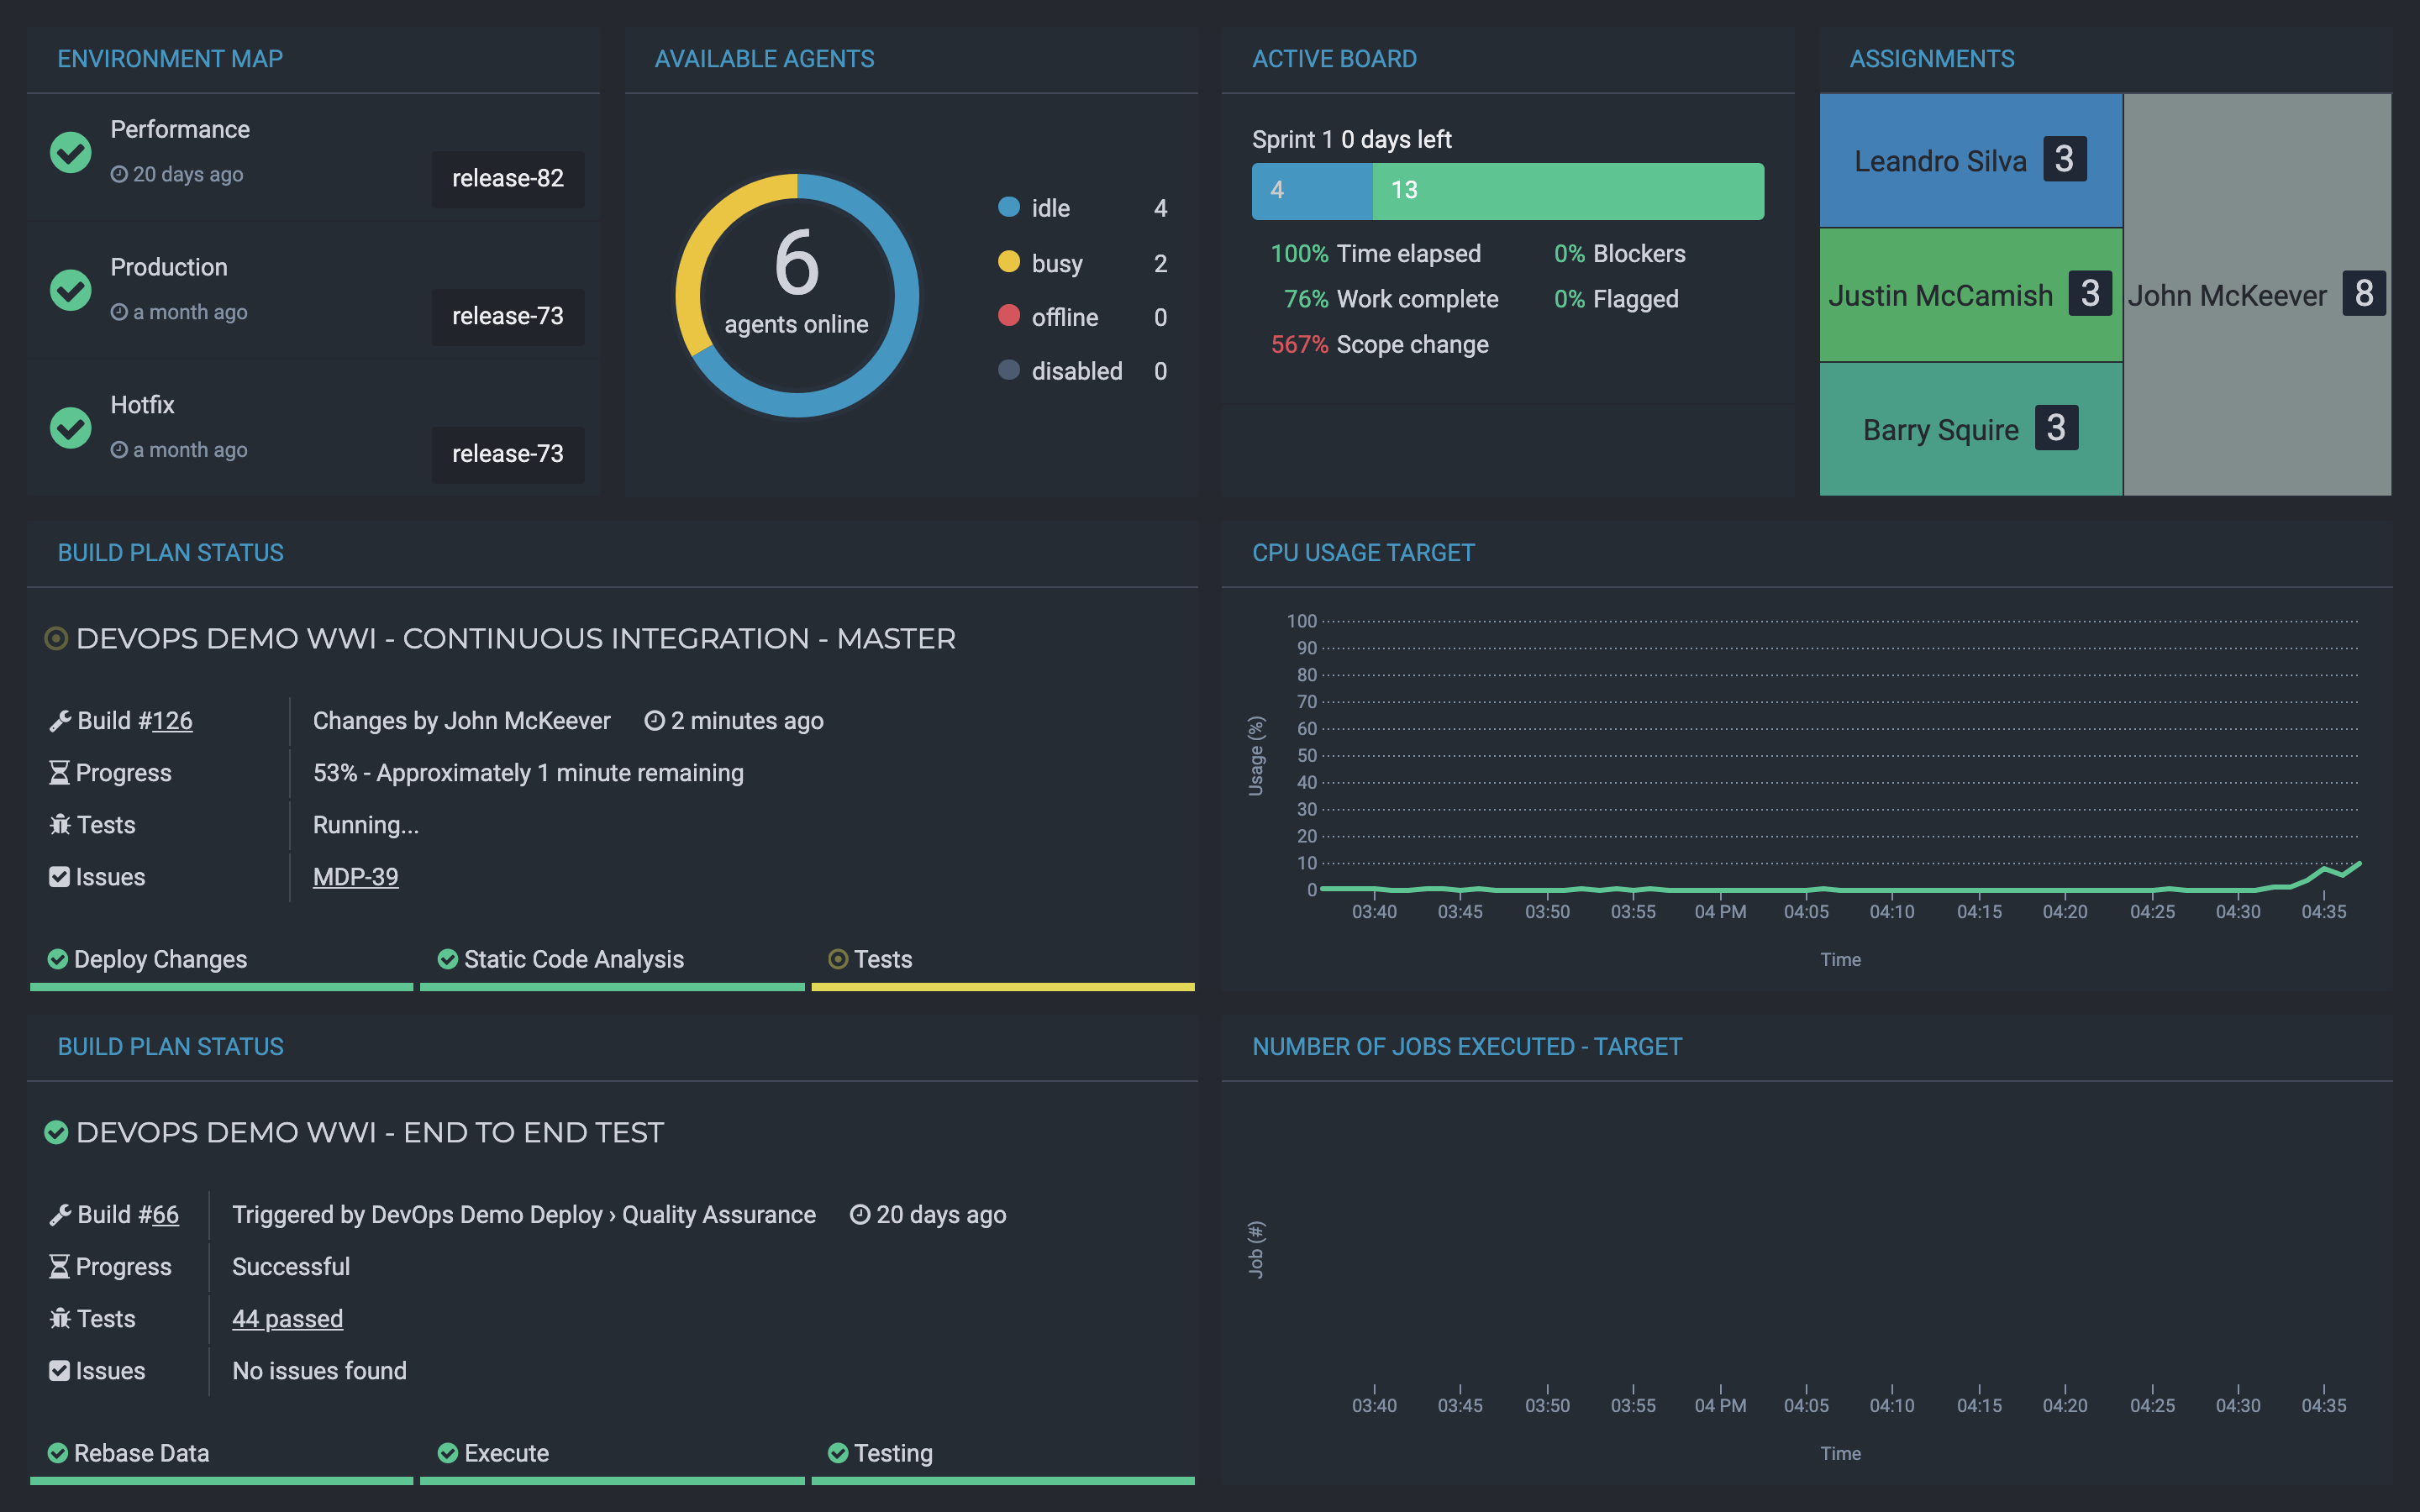 ENVIRONMENT MAP
Performance
20 days ago
release-82
Production
a month ago
release-73
Hotfix
a month ago
release-73
AVAILABLE AGENTS
6
agents online
idle 4
busy 2
offline 0
disabled 0
ACTIVE BOARD
Sprint 1 0 days left
4 13
100% Time elapsed 0% Blockers
76% Work complete 0% Flagged
567% Scope change
ASSIGNMENTS
Leandro Silva 3
Justin McCamish 3
Barry Squire 3
John McKeever 8
BUILD PLAN STATUS
DEVOPS DEMO WWI - CONTINUOUS INTEGRATION - MASTER
Build #126 Changes by John McKeever 2 minutes ago
Progress 53% - Approximately 1 minute remaining
Tests Running...
Issues MDP-39
Deploy Changes Static Code Analysis Tests
CPU USAGE TARGET
Usage (%)
100
90
80
70
60
50
40
30
20
10
0
03:40 03:45 03:50 03:55 04 PM 04:05 04:10 04:15 04:20 04:25 04:30 04:35
Time
BUILD PLAN STATUS
DEVOPS DEMO WWI - END TO END TEST
Build #66 Triggered by DevOps Demo Deploy › Quality Assurance 20 days ago
Progress Successful
Tests 44 passed
Issues No issues found
Rebase Data Execute Testing
NUMBER OF JOBS EXECUTED - TARGET
Job (#)
03:40 03:45 03:50 03:55 04 PM 04:05 04:10 04:15 04:20 04:25 04:30 04:35
Time